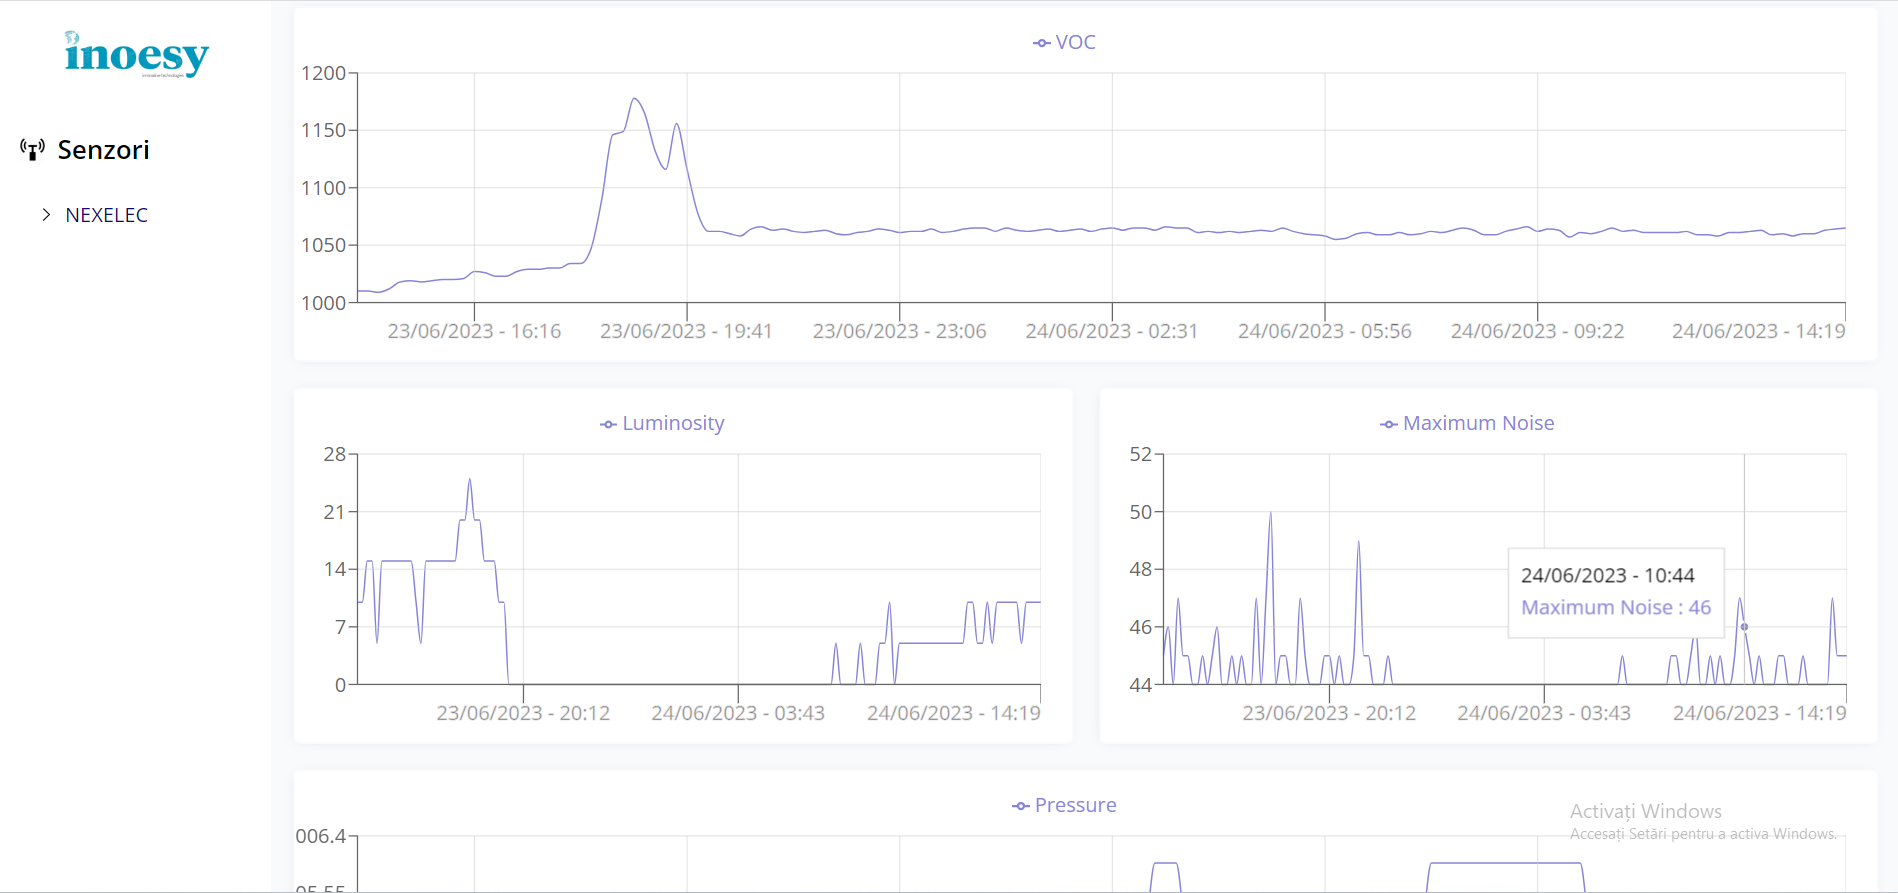 inoesy
Senzori
NEXELEC
VOC
1200
1150
1100
1050
1000
23/06/2023 - 16:16
23/06/2023 - 19:41
23/06/2023 - 23:06
24/06/2023 - 02:31
24/06/2023 - 05:56
24/06/2023 - 09:22
24/06/2023 - 14:19
Luminosity
28
21
14
7
0
23/06/2023 - 20:12
24/06/2023 - 03:43
24/06/2023 - 14:19
Maximum Noise
52
50
48
46
44
24/06/2023 - 10:44
Maximum Noise : 46
23/06/2023 - 20:12
24/06/2023 - 03:43
24/06/2023 - 14:19
Pressure
006.4
05.55
Activați Windows
Accesați Setări pentru a activa Windows.